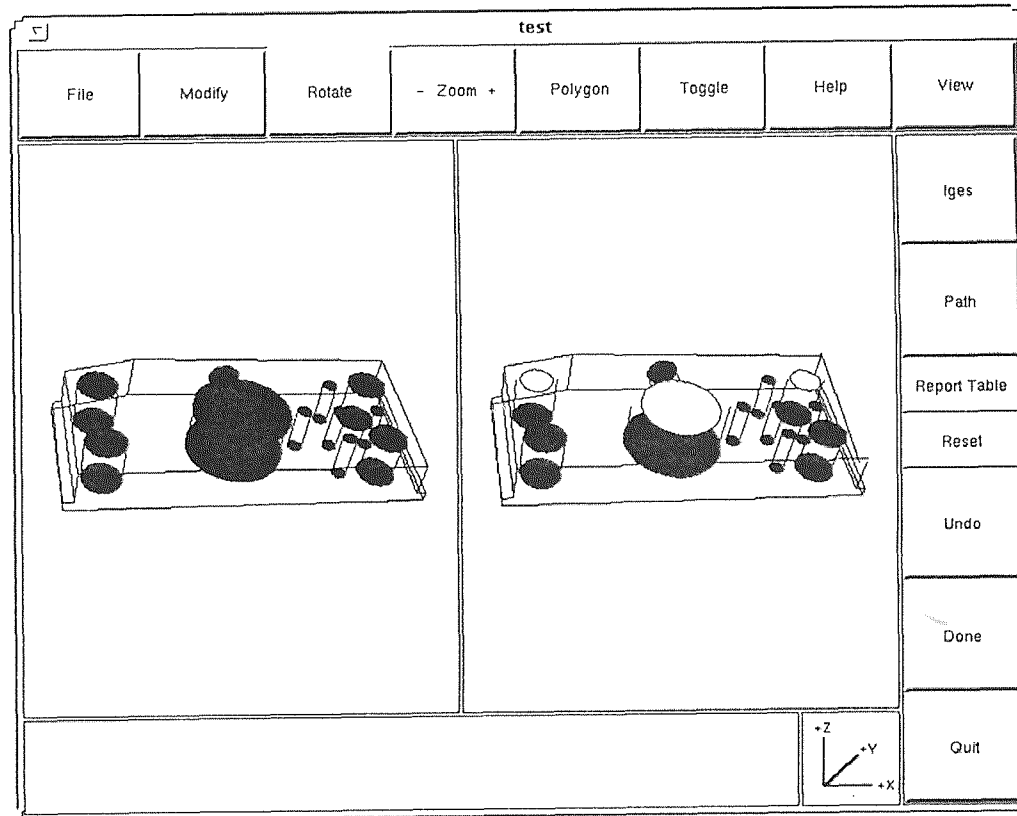 test
File Modify Rotate - Zoom + Polygon Toggle Help View
Iges
Path
Report Table
Reset
Undo
Done
+Z
+Y
+X
Quit